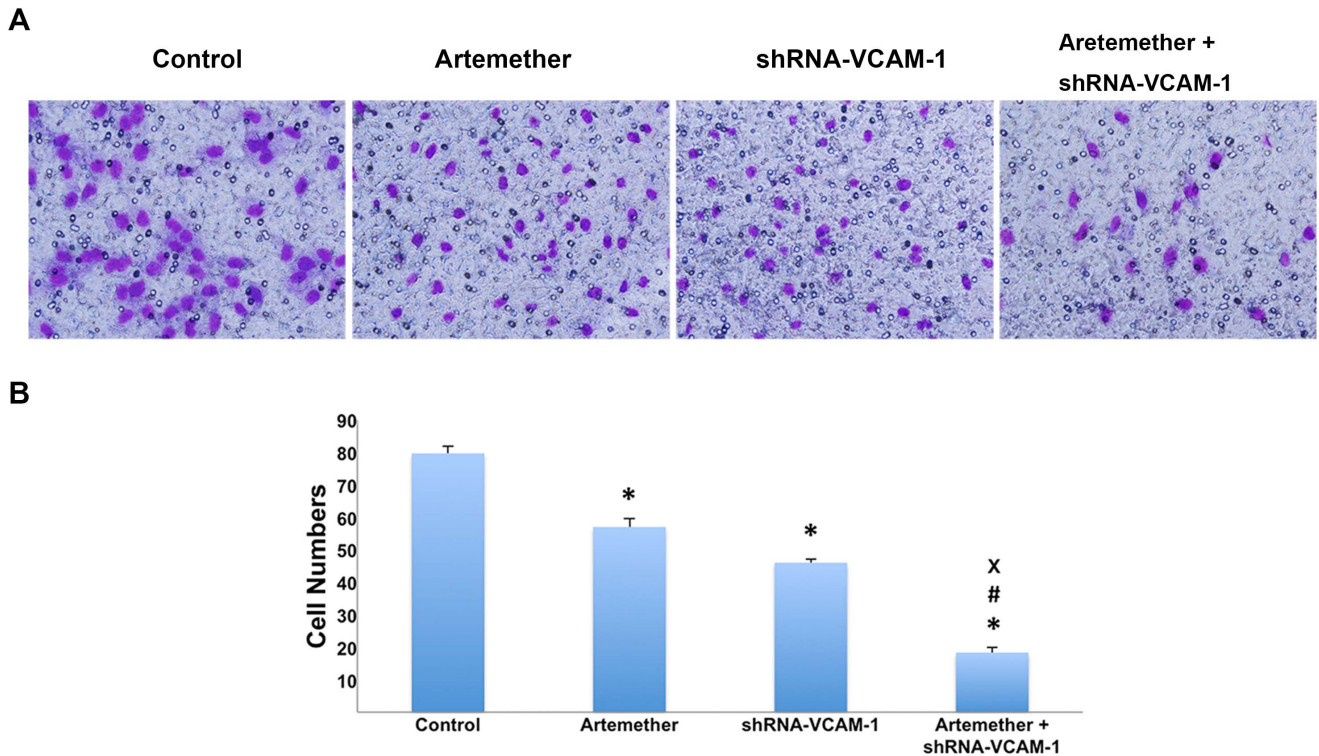 A
Control
Artemether
shRNA-VCAM-1
Aretemether +
shRNA-VCAM-1
B
Cell Numbers
90
80
70
60
50
40
30
20
10
*
*
X
#
*
Control
Artemether
shRNA-VCAM-1
Artemether +
shRNA-VCAM-1